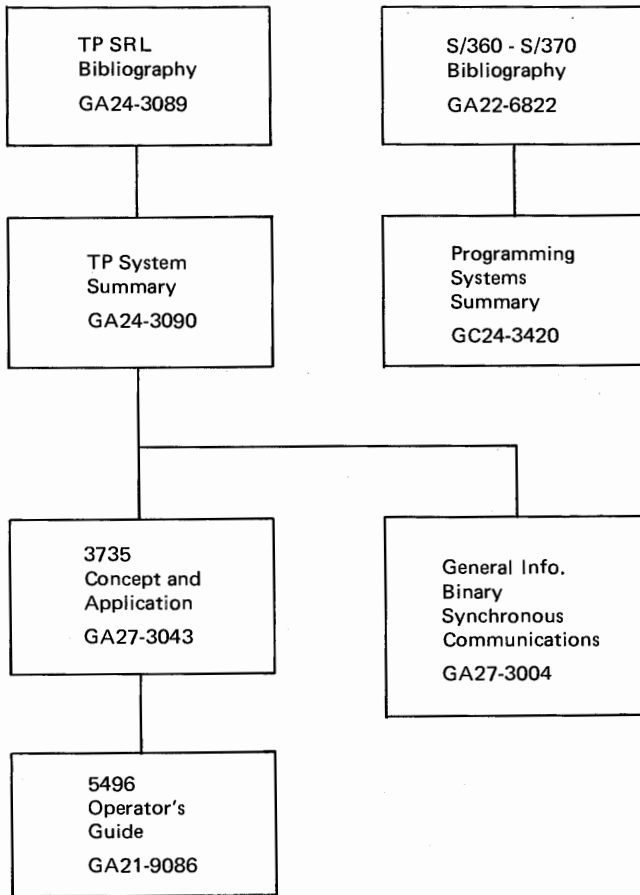 TP SRL
Bibliography
GA24-3089
S/360 - S/370
Bibliography
GA22-6822
TP System
Summary
GA24-3090
Programming
Systems
Summary
GC24-3420
3735
Concept and
Application
GA27-3043
General Info.
Binary
Synchronous
Communications
GA27-3004
5496
Operator's
Guide
GA21-9086